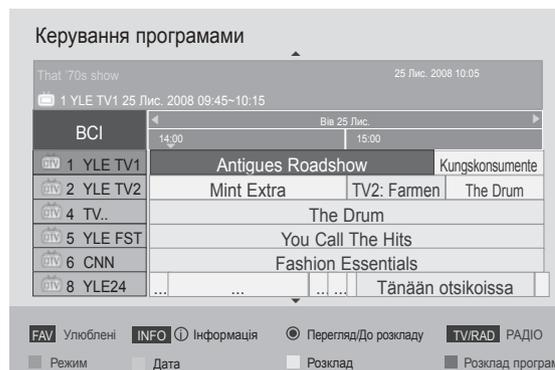 Керування програмами
That '70s show 25 Лис. 2008 10:05
1 YLE TV1 25 Лис. 2008 09:45~10:15
ВСІ
Вів 25 Лис.
14:00 15:00
1 YLE TV1 Antigues Roadshow Kungskonsumente
2 YLE TV2 Mint Extra TV2: Farmen The Drum
4 TV.. The Drum
5 YLE FST You Call The Hits
6 CNN Fashion Essentials
8 YLE24 ... ... ... ... Tänään otsikoissa
FAV Улюблені INFO Інформація Перегляд/До розкладу TV/RAD РАДІО
Режим Дата Розклад Розклад програм